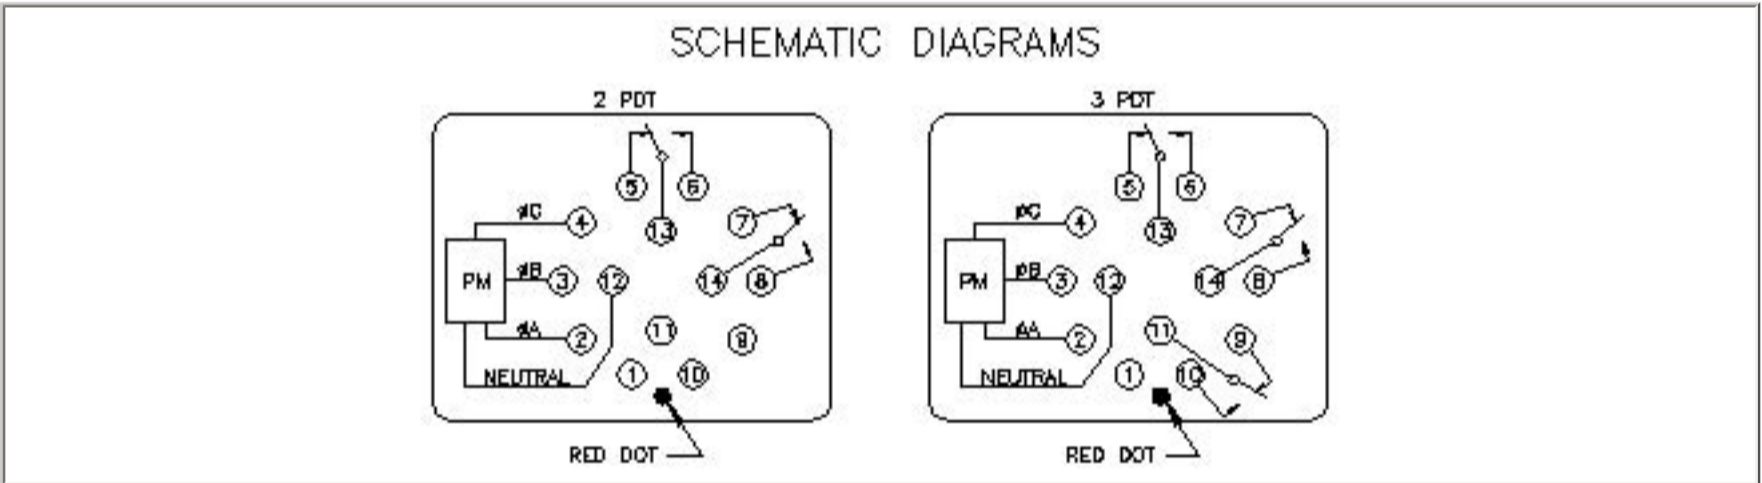 SCHEMATIC DIAGRAMS
2 PDT
5 6
øC 4 13 7
PM øB 3 12 14 8
øA 2 11 9
NEUTRAL 1 10
RED DOT
3 PDT
5 6
øC 4 13 7
PM øB 3 12 14 8
øA 2 11 9
NEUTRAL 1 10
RED DOT